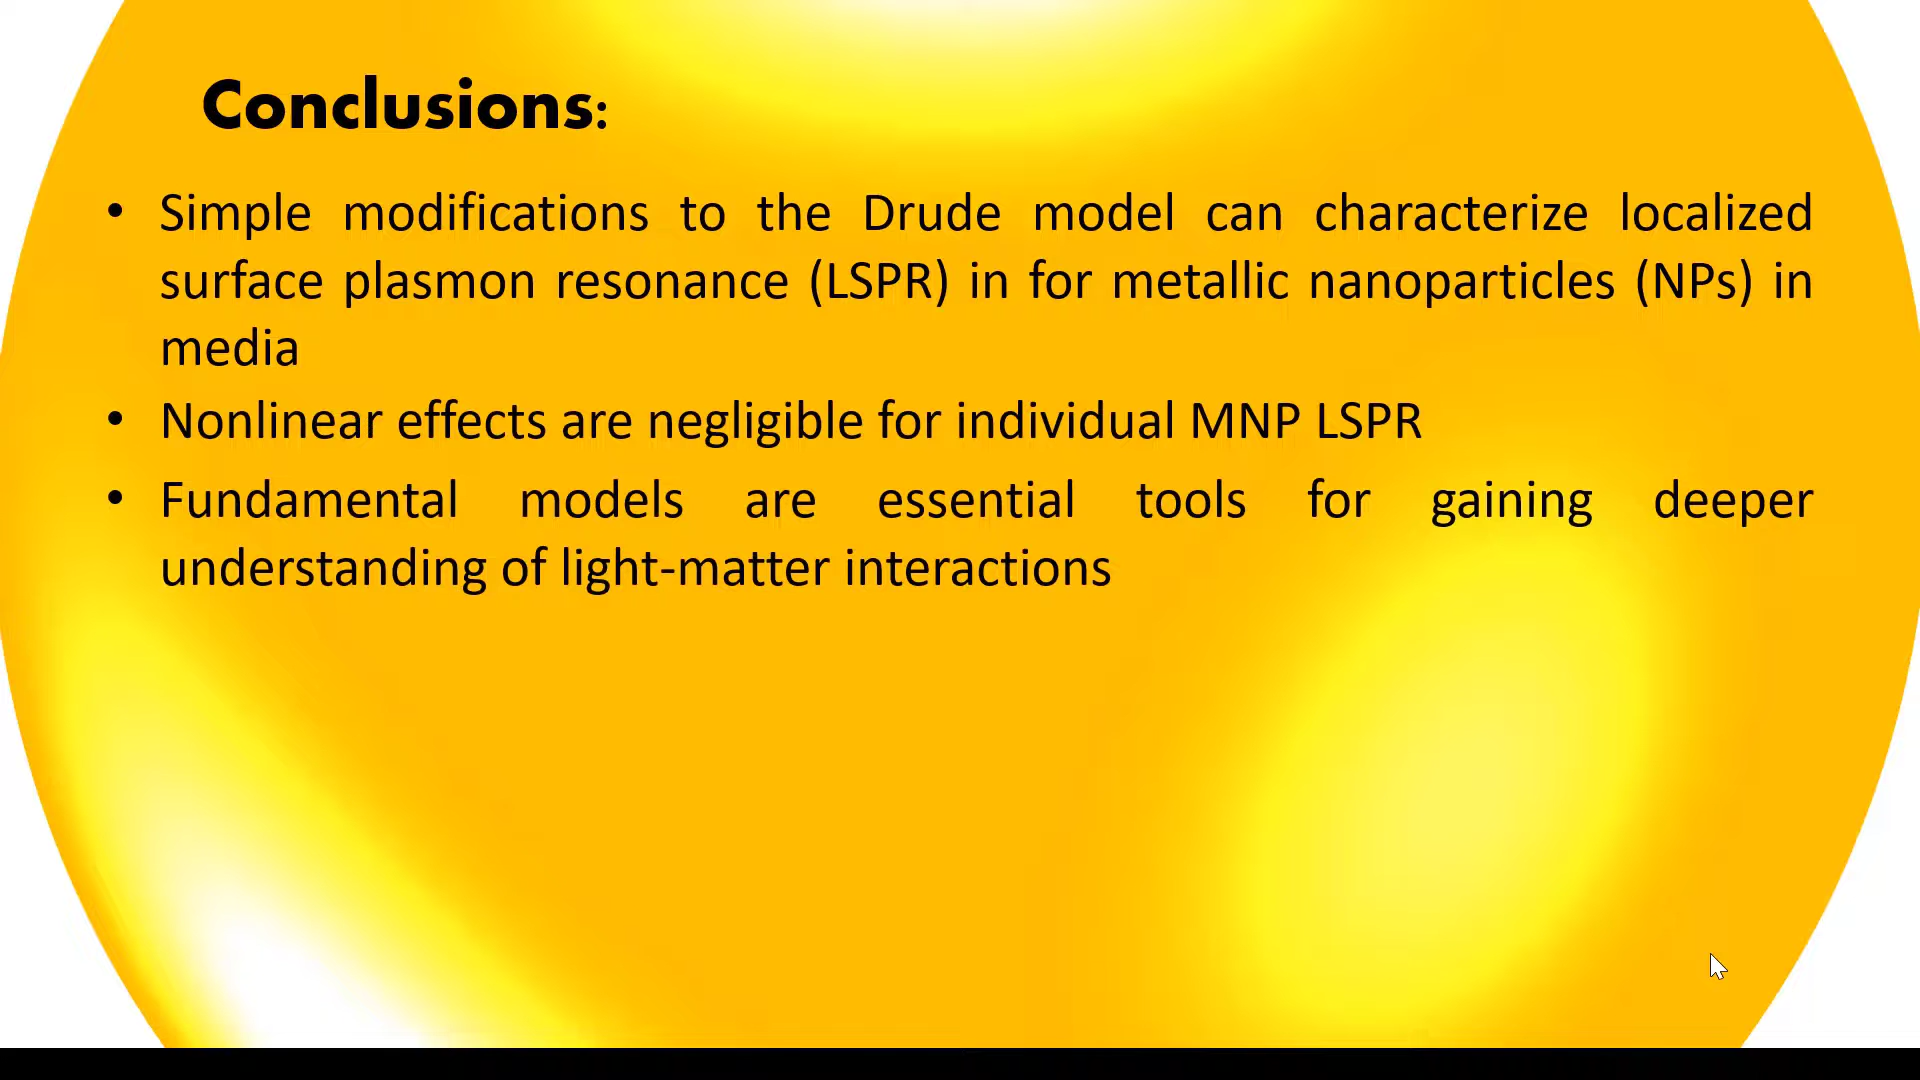 Conclusions:
• Simple modifications to the Drude model can characterize localized
surface plasmon resonance (LSPR) in for metallic nanoparticles (NPs) in
media
• Nonlinear effects are negligible for individual MNP LSPR
• Fundamental models are essential tools for gaining deeper
understanding of light-matter interactions